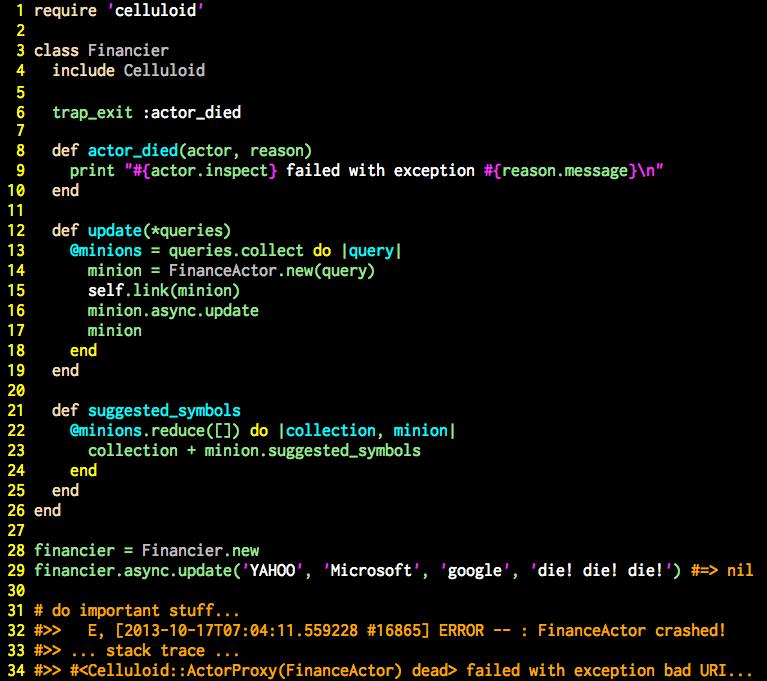 1 require 'celluloid'
2
3 class Financier
4   include Celluloid
5
6   trap_exit :actor_died
7
8   def actor_died(actor, reason)
9     print "#{actor.inspect} failed with exception #{reason.message}\n"
10   end
11
12   def update(*queries)
13     @minions = queries.collect do |query|
14       minion = FinanceActor.new(query)
15       self.link(minion)
16       minion.async.update
17       minion
18     end
19   end
20
21   def suggested_symbols
22     @minions.reduce([]) do |collection, minion|
23       collection + minion.suggested_symbols
24     end
25   end
26 end
27
28 financier = Financier.new
29 financier.async.update('YAHOO', 'Microsoft', 'google', 'die! die! die!') #=> nil
30
31 # do important stuff...
32 #>>   E, [2013-10-17T07:04:11.559228 #16865] ERROR -- : FinanceActor crashed!
33 #>> ... stack trace ...
34 #>> #<Celluloid::ActorProxy(FinanceActor) dead> failed with exception bad URI...